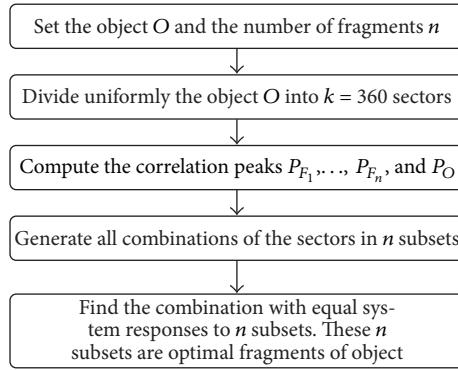 Set the object O and the number of fragments n
Divide uniformly the object O into k = 360 sectors
Compute the correlation peaks P_{F_1},..., P_{F_n}, and P_O
Generate all combinations of the sectors in n subsets
Find the combination with equal sys-
tem responses to n subsets. These n
subsets are optimal fragments of object